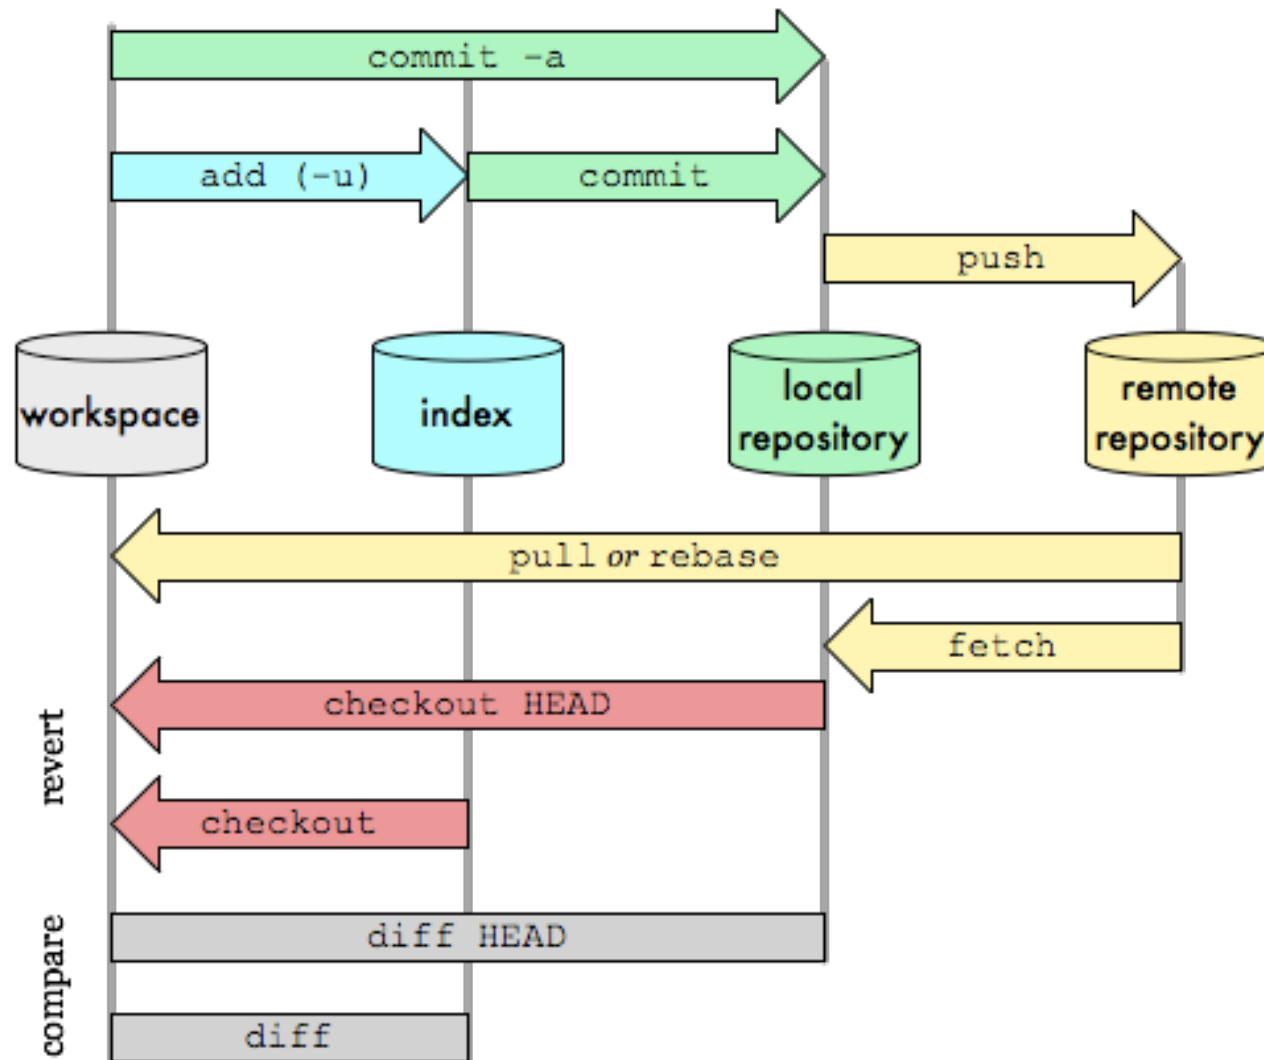 commit -a
add (-u)
commit
push
workspace
index
local
repository
remote
repository
pull or rebase
fetch
revert
checkout HEAD
checkout
compare
diff HEAD
diff